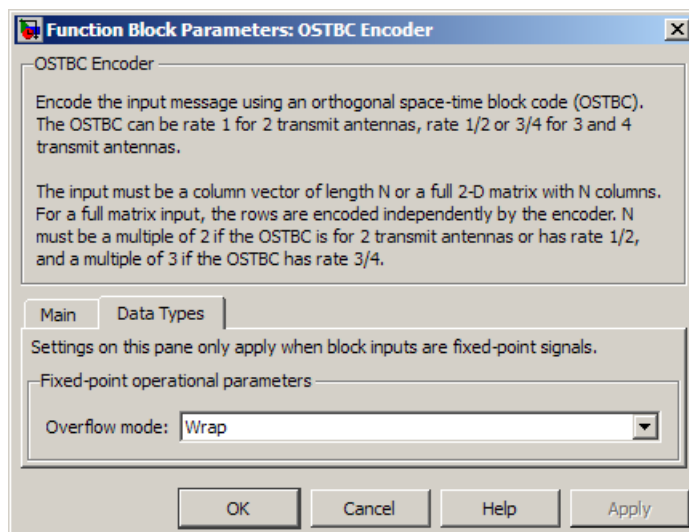 Function Block Parameters: OSTBC Encoder
OSTBC Encoder
Encode the input message using an orthogonal space-time block code (OSTBC).
The OSTBC can be rate 1 for 2 transmit antennas, rate 1/2 or 3/4 for 3 and 4
transmit antennas.
The input must be a column vector of length N or a full 2-D matrix with N columns.
For a full matrix input, the rows are encoded independently by the encoder. N
must be a multiple of 2 if the OSTBC is for 2 transmit antennas or has rate 1/2,
and a multiple of 3 if the OSTBC has rate 3/4.
Main Data Types
Settings on this pane only apply when block inputs are fixed-point signals.
Fixed-point operational parameters
Overflow mode: Wrap
OK Cancel Help Apply